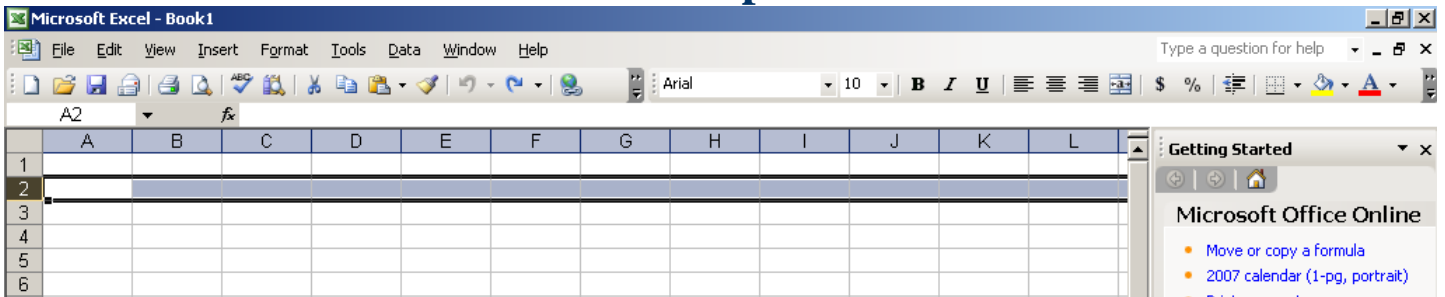 Microsoft Excel - Book1
File Edit View Insert Format Tools Data Window Help Type a question for help
ABC Arial 10 B I U $ % A
A2 fx
A B C D E F G H I J K L
Getting Started
1
2
3 Microsoft Office Online
4
5 Move or copy a formula
6 2007 calendar (1-pg, portrait)